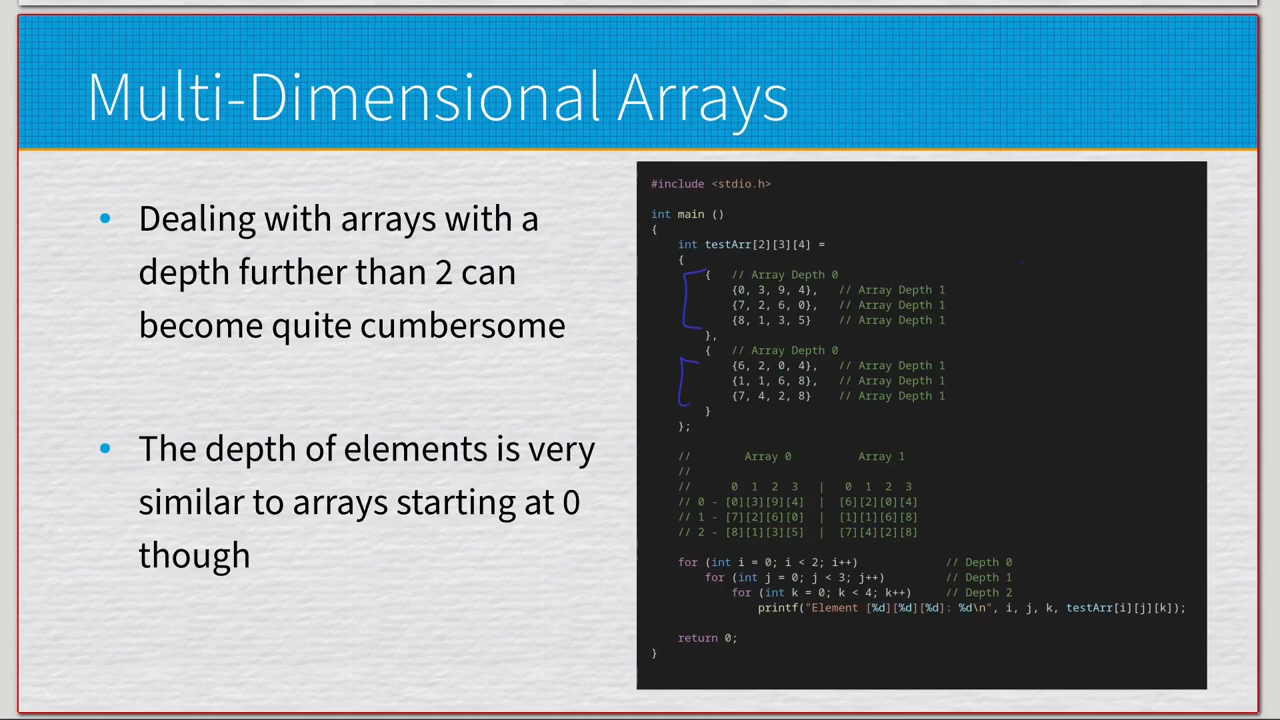 Multi-Dimensional Arrays
• Dealing with arrays with a
depth further than 2 can
become quite cumbersome
• The depth of elements is very
similar to arrays starting at 0
though
#include <stdio.h>
int main ()
{
    int testArr[2][3][4] =
    {
        {   // Array Depth 0
            {0, 3, 9, 4},   // Array Depth 1
            {7, 2, 6, 0},   // Array Depth 1
            {8, 1, 3, 5}    // Array Depth 1
        },
        {   // Array Depth 0
            {6, 2, 0, 4},   // Array Depth 1
            {1, 1, 6, 8},   // Array Depth 1
            {7, 4, 2, 8}    // Array Depth 1
        }
    };
    //        Array 0          Array 1
    //
    //      0  1  2  3   |   0  1  2  3
    // 0 - [0][3][9][4]  |  [6][2][0][4]
    // 1 - [7][2][6][0]  |  [1][1][6][8]
    // 2 - [8][1][3][5]  |  [7][4][2][8]
    for (int i = 0; i < 2; i++)             // Depth 0
        for (int j = 0; j < 3; j++)         // Depth 1
            for (int k = 0; k < 4; k++)     // Depth 2
                printf("Element [%d][%d][%d]: %d\n", i, j, k, testArr[i][j][k]);
    return 0;
}